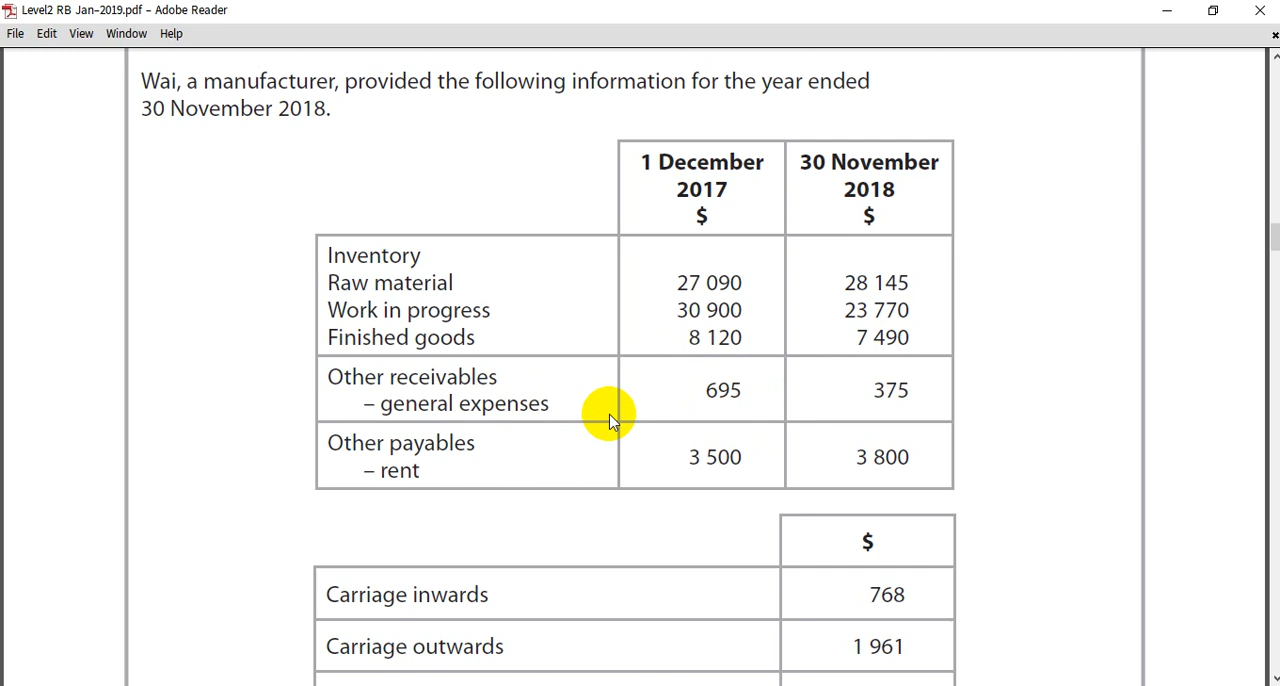 Level2 RB Jan-2019.pdf - Adobe Reader
File Edit View Window Help
Wai, a manufacturer, provided the following information for the year ended
30 November 2018.
1 December 30 November
2017 2018
$ $
Inventory
Raw material 27 090 28 145
Work in progress 30 900 23 770
Finished goods 8 120 7 490
Other receivables
– general expenses 695 375
Other payables
– rent 3 500 3 800
$
Carriage inwards 768
Carriage outwards 1 961